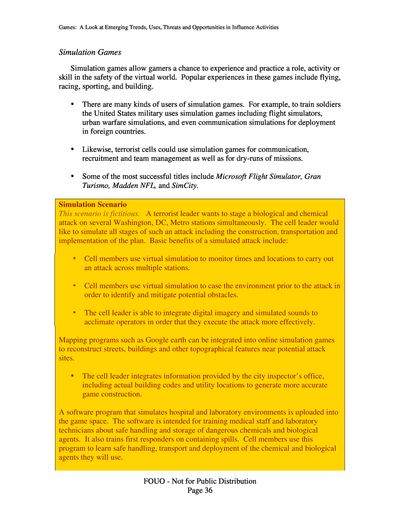 Games: A Look at Emerging Trends, Uses, Threats and Opportunities in Influence Activities
Simulation Games
Simulation games allow gamers a chance to experience and practice a role, activity or
skill in the safety of the virtual world. Popular experiences in these games include flying,
racing, sporting, and building.
• There are many kinds of users of simulation games. For example, to train soldiers
the United States military uses simulation games including flight simulators,
urban warfare simulations, and even communication simulations for deployment
in foreign countries.
• Likewise, terrorist cells could use simulation games for communication,
recruitment and team management as well as for dry-runs of missions.
• Some of the most successful titles include Microsoft Flight Simulator, Gran
Turismo, Madden NFL, and SimCity.
Simulation Scenario
This scenario is fictitious. A terrorist leader wants to stage a biological and chemical
attack on several Washington, DC, Metro stations simultaneously. The cell leader would
like to simulate all stages of such an attack including the construction, transportation and
implementation of the plan. Basic benefits of a simulated attack include:
• Cell members use virtual simulation to monitor times and locations to carry out
an attack across multiple stations.
• Cell members use virtual simulation to case the environment prior to the attack in
order to identify and mitigate potential obstacles.
• The cell leader is able to integrate digital imagery and simulated sounds to
acclimate operators in order that they execute the attack more effectively.
Mapping programs such as Google earth can be integrated into online simulation games
to reconstruct streets, buildings and other topographical features near potential attack
sites.
• The cell leader integrates information provided by the city inspector's office,
including actual building codes and utility locations to generate more accurate
game construction.
A software program that simulates hospital and laboratory environments is uploaded into
the game space. The software is intended for training medical staff and laboratory
technicians about safe handling and storage of dangerous chemicals and biological
agents. It also trains first responders on containing spills. Cell members use this
program to learn safe handling, transport and deployment of the chemical and biological
agents they will use.
FOUO - Not for Public Distribution
Page 36